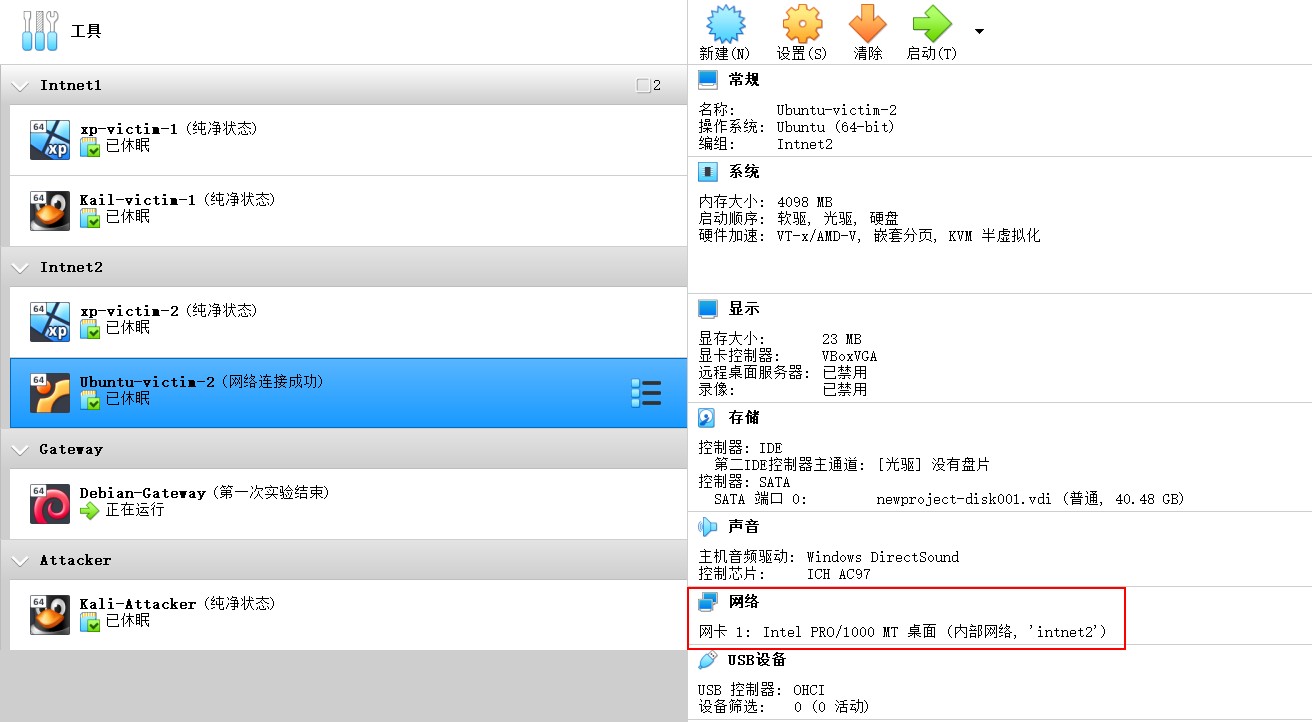 工具
新建(N) 设置(S) 清除 启动(T)
Intnet1 2
64 xp xp-victim-1 (纯净状态)
已休眠
64 Kail-victim-1 (纯净状态)
已休眠
Intnet2
64 xp xp-victim-2 (纯净状态)
已休眠
64 Ubuntu-victim-2 (网络连接成功)
已休眠
Gateway
64 Debian-Gateway (第一次实验结束)
正在运行
Attacker
64 Kali-Attacker (纯净状态)
已休眠
常规
名称: Ubuntu-victim-2
操作系统: Ubuntu (64-bit)
编组: Intnet2
系统
内存大小: 4098 MB
启动顺序: 软驱, 光驱, 硬盘
硬件加速: VT-x/AMD-V, 嵌套分页, KVM 半虚拟化
显示
显存大小: 23 MB
显卡控制器: VBoxVGA
远程桌面服务器: 已禁用
录像: 已禁用
存储
控制器: IDE
第二IDE控制器主通道: [光驱] 没有盘片
控制器: SATA
SATA 端口 0: newproject-disk001.vdi (普通, 40.48 GB)
声音
主机音频驱动: Windows DirectSound
控制芯片: ICH AC97
网络
网卡 1: Intel PRO/1000 MT 桌面 (内部网络, 'intnet2')
USB设备
USB 控制器: OHCI
设备筛选: 0 (0 活动)